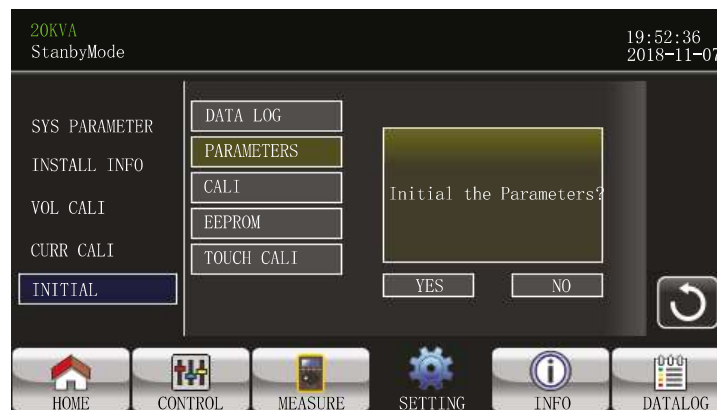 20KVA
StanbyMode
19:52:36
2018-11-07
SYS PARAMETER
INSTALL INFO
VOL CALI
CURR CALI
INITIAL
DATA LOG
PARAMETERS
CALI
EEPROM
TOUCH CALI
Initial the Parameters?
YES
NO
HOME
CONTROL
MEASURE
SETTING
INFO
DATALOG